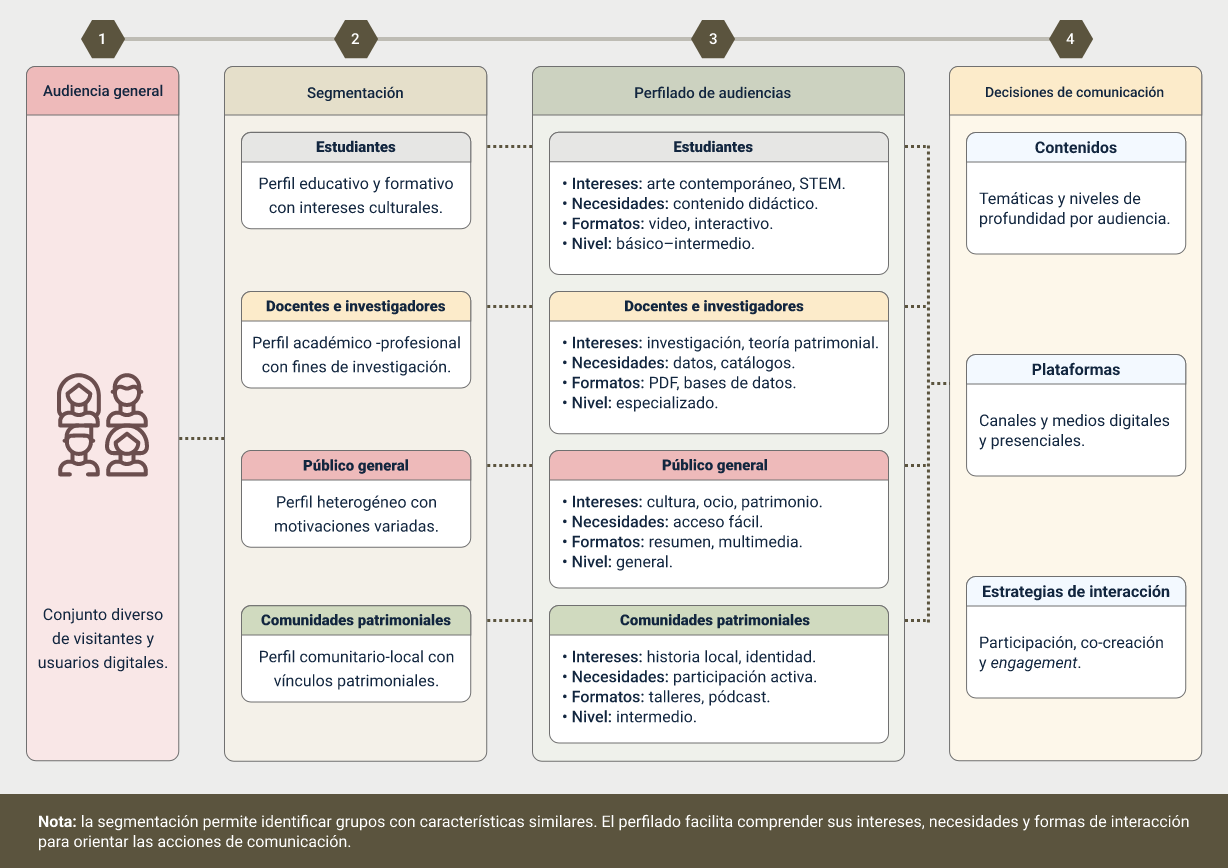 1
2
3
4
Audiencia general
Conjunto diverso
de visitantes y
usuarios digitales.
Segmentación
Estudiantes
Perfil educativo y formativo
con intereses culturales.
Docentes e investigadores
Perfil académico -profesional
con fines de investigación.
Público general
Perfil heterogéneo con
motivaciones variadas.
Comunidades patrimoniales
Perfil comunitario-local con
vínculos patrimoniales.
Perfilado de audiencias
Estudiantes
• Intereses: arte contemporáneo, STEM.
• Necesidades: contenido didáctico.
• Formatos: video, interactivo.
• Nivel: básico–intermedio.
Docentes e investigadores
• Intereses: investigación, teoría patrimonial.
• Necesidades: datos, catálogos.
• Formatos: PDF, bases de datos.
• Nivel: especializado.
Público general
• Intereses: cultura, ocio, patrimonio.
• Necesidades: acceso fácil.
• Formatos: resumen, multimedia.
• Nivel: general.
Comunidades patrimoniales
• Intereses: historia local, identidad.
• Necesidades: participación activa.
• Formatos: talleres, pódcast.
• Nivel: intermedio.
Decisiones de comunicación
Contenidos
Temáticas y niveles de
profundidad por audiencia.
Plataformas
Canales y medios digitales
y presenciales.
Estrategias de interacción
Participación, co-creación
y engagement.
Nota: la segmentación permite identificar grupos con características similares. El perfilado facilita comprender sus intereses, necesidades y formas de interacción
para orientar las acciones de comunicación.